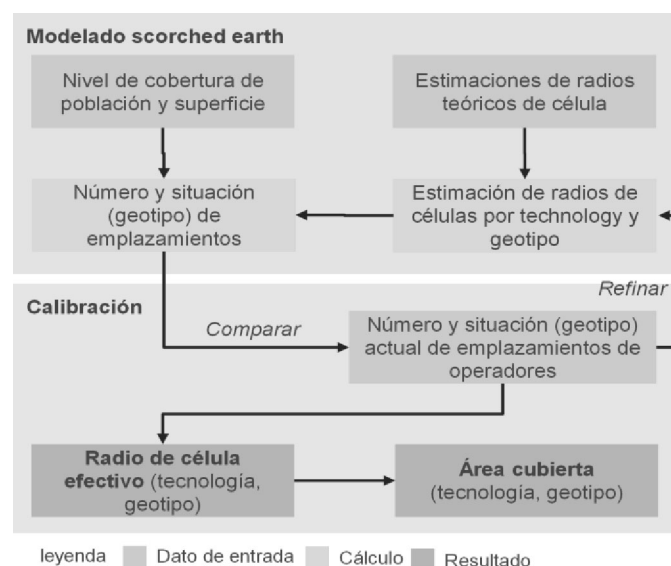 Modelado scorched earth
Nivel de cobertura de
población y superficie
Estimaciones de radios
teóricos de célula
Número y situación
(geotipo) de
emplazamientos
Estimación de radios de
células por technology y
geotipo
Refinar
Calibración
Comparar
Número y situación (geotipo)
actual de emplazamientos de
operadores
Radio de célula
efectivo (tecnología,
geotipo)
Área cubierta
(tecnología, geotipo)
leyenda Dato de entrada Cálculo Resultado